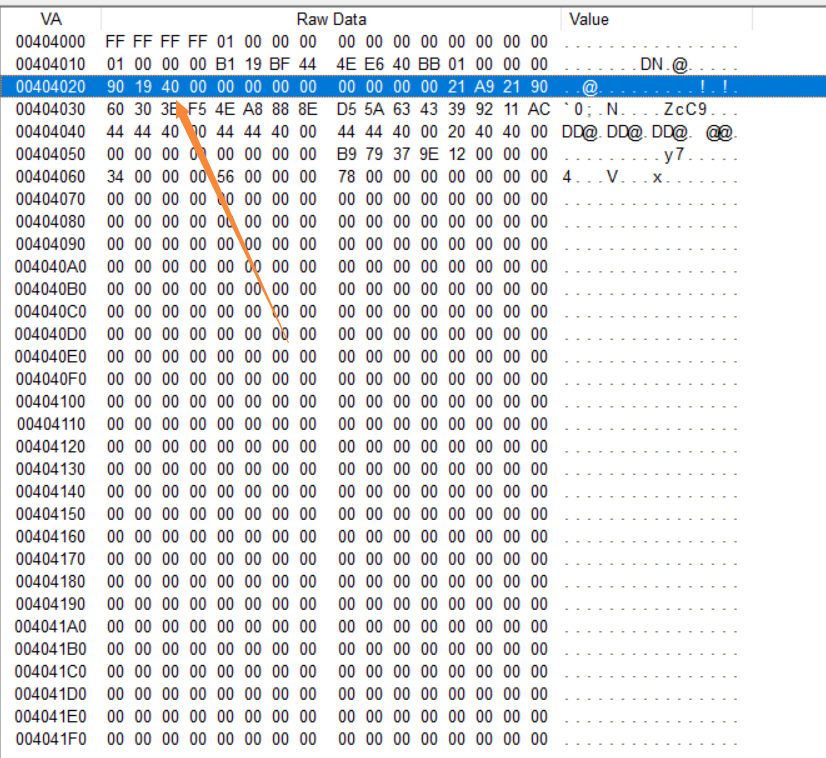 VA Raw Data Value
00404000 FF FF FF FF 01 00 00 00 00 00 00 00 00 00 00 00 ................
00404010 01 00 00 00 B1 19 BF 44 4E E6 40 BB 01 00 00 00 .......DN.@.....
00404020 90 19 40 00 00 00 00 00 00 00 00 00 21 A9 21 90 ..@.........!.!.
00404030 60 30 3B F5 4E A8 88 8E D5 5A 63 43 39 92 11 AC `0;.N....ZcC9...
00404040 44 44 40 00 44 44 40 00 44 44 40 00 20 40 40 00 DD@.DD@.DD@. @@.
00404050 00 00 00 00 00 00 00 00 B9 79 37 9E 12 00 00 00 .........y7.....
00404060 34 00 00 00 56 00 00 00 78 00 00 00 00 00 00 00 4...V...x.......
00404070 00 00 00 00 00 00 00 00 00 00 00 00 00 00 00 00 ................
00404080 00 00 00 00 00 00 00 00 00 00 00 00 00 00 00 00 ................
00404090 00 00 00 00 00 00 00 00 00 00 00 00 00 00 00 00 ................
004040A0 00 00 00 00 00 00 00 00 00 00 00 00 00 00 00 00 ................
004040B0 00 00 00 00 00 00 00 00 00 00 00 00 00 00 00 00 ................
004040C0 00 00 00 00 00 00 00 00 00 00 00 00 00 00 00 00 ................
004040D0 00 00 00 00 00 00 00 00 00 00 00 00 00 00 00 00 ................
004040E0 00 00 00 00 00 00 00 00 00 00 00 00 00 00 00 00 ................
004040F0 00 00 00 00 00 00 00 00 00 00 00 00 00 00 00 00 ................
00404100 00 00 00 00 00 00 00 00 00 00 00 00 00 00 00 00 ................
00404110 00 00 00 00 00 00 00 00 00 00 00 00 00 00 00 00 ................
00404120 00 00 00 00 00 00 00 00 00 00 00 00 00 00 00 00 ................
00404130 00 00 00 00 00 00 00 00 00 00 00 00 00 00 00 00 ................
00404140 00 00 00 00 00 00 00 00 00 00 00 00 00 00 00 00 ................
00404150 00 00 00 00 00 00 00 00 00 00 00 00 00 00 00 00 ................
00404160 00 00 00 00 00 00 00 00 00 00 00 00 00 00 00 00 ................
00404170 00 00 00 00 00 00 00 00 00 00 00 00 00 00 00 00 ................
00404180 00 00 00 00 00 00 00 00 00 00 00 00 00 00 00 00 ................
00404190 00 00 00 00 00 00 00 00 00 00 00 00 00 00 00 00 ................
004041A0 00 00 00 00 00 00 00 00 00 00 00 00 00 00 00 00 ................
004041B0 00 00 00 00 00 00 00 00 00 00 00 00 00 00 00 00 ................
004041C0 00 00 00 00 00 00 00 00 00 00 00 00 00 00 00 00 ................
004041D0 00 00 00 00 00 00 00 00 00 00 00 00 00 00 00 00 ................
004041E0 00 00 00 00 00 00 00 00 00 00 00 00 00 00 00 00 ................
004041F0 00 00 00 00 00 00 00 00 00 00 00 00 00 00 00 00 ................